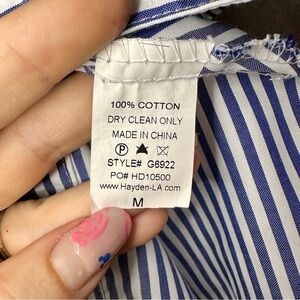 100% COTTON
DRY CLEAN ONLY
MADE IN CHINA
P
STYLE# G6922
PO# HD10500
www.Hayden-LA.com
M